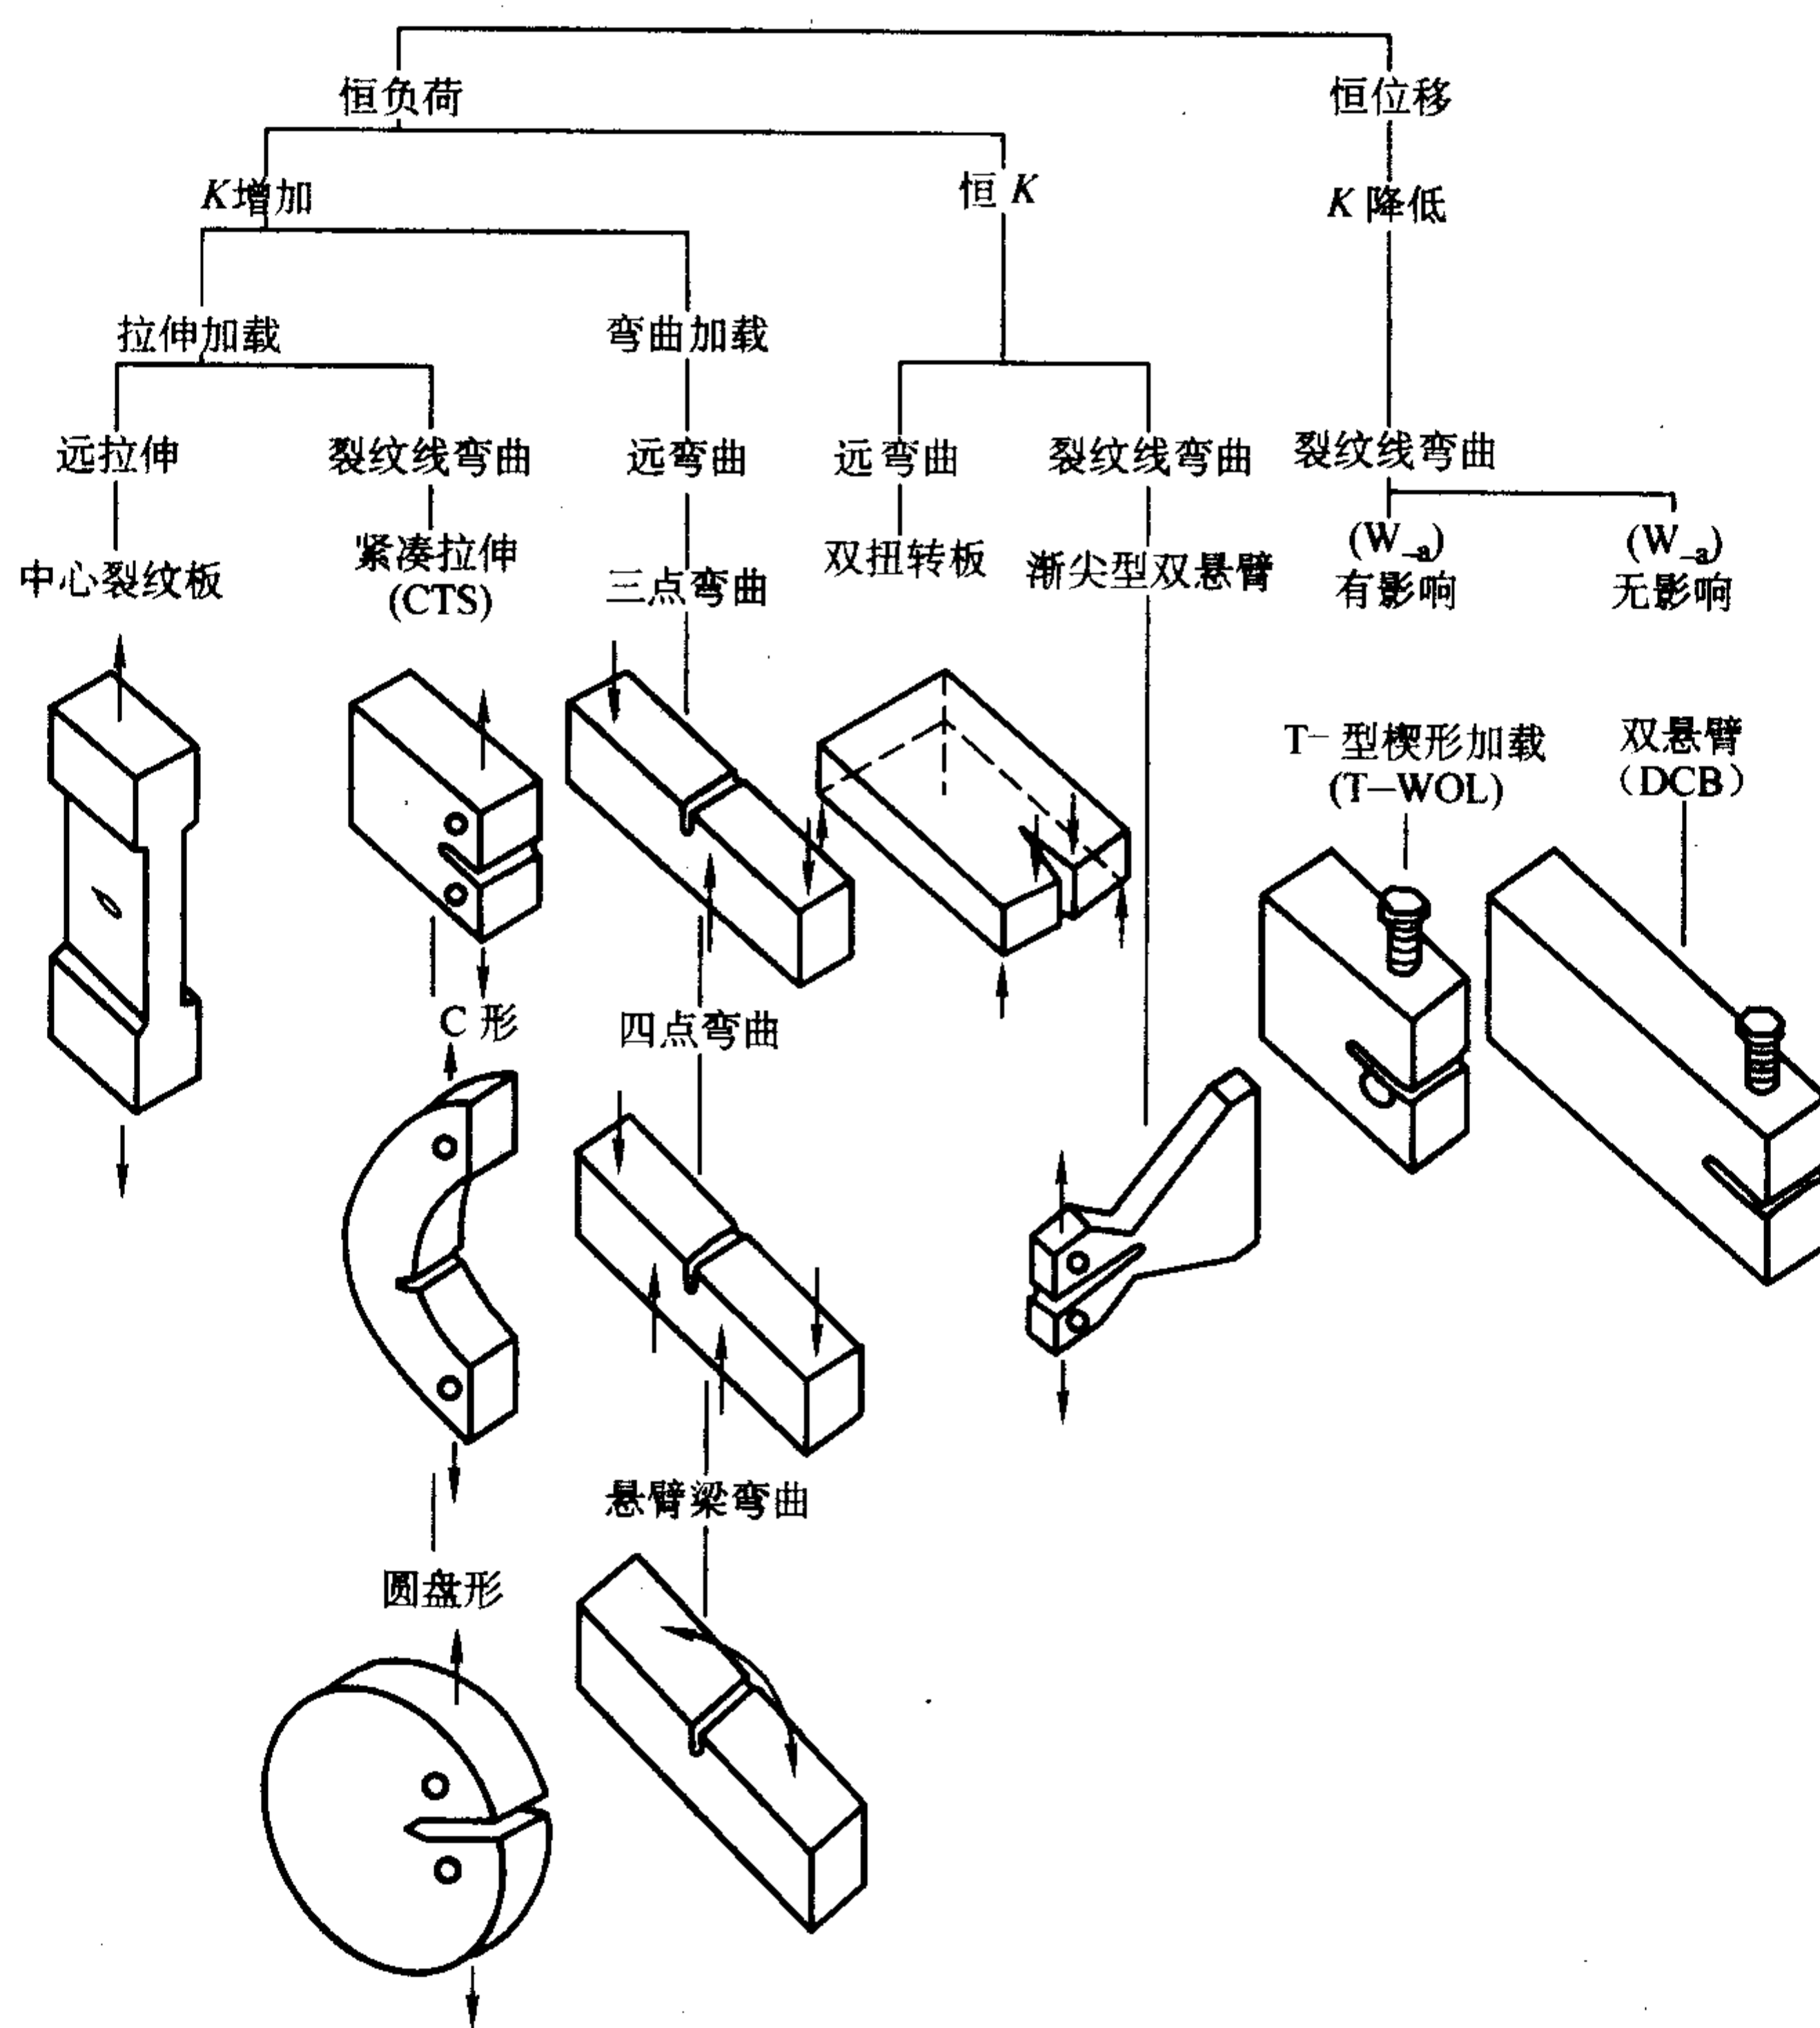 恒负荷
恒位移
K增加
恒 K
K 降低
拉伸加载
弯曲加载
远拉伸
裂纹线弯曲
远弯曲
远弯曲
裂纹线弯曲
裂纹线弯曲
中心裂纹板
紧凑拉伸
(CTS)
三点弯曲
双扭转板
渐尖型双悬臂
(W-a)
有影响
(W-a)
无影响
T-型楔形加载
(T-WOL)
双悬臂
(DCB)
C 形
四点弯曲
悬臂梁弯曲
圆盘形